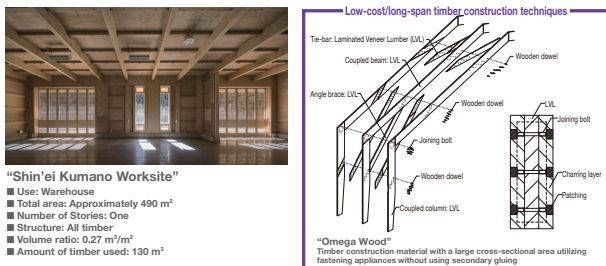 “Shin’ei Kumano Worksite”
■ Use: Warehouse
■ Total area: Approximately 490 m²
■ Number of Stories: One
■ Structure: All timber
■ Volume ratio: 0.27 m³/m²
■ Amount of timber used: 130 m³
Low-cost/long-span timber construction techniques
Tie-bar: Laminated Veneer Lumber (LVL)
Coupled beam: LVL
Wooden dowel
Angle brace: LVL
Wooden dowel
Joining bolt
Wooden dowel
Coupled column: LVL
LVL
Joining bolt
Charring layer
Patching
“Omega Wood”
Timber construction material with a large cross-sectional area utilizing
fastening appliances without using secondary gluing